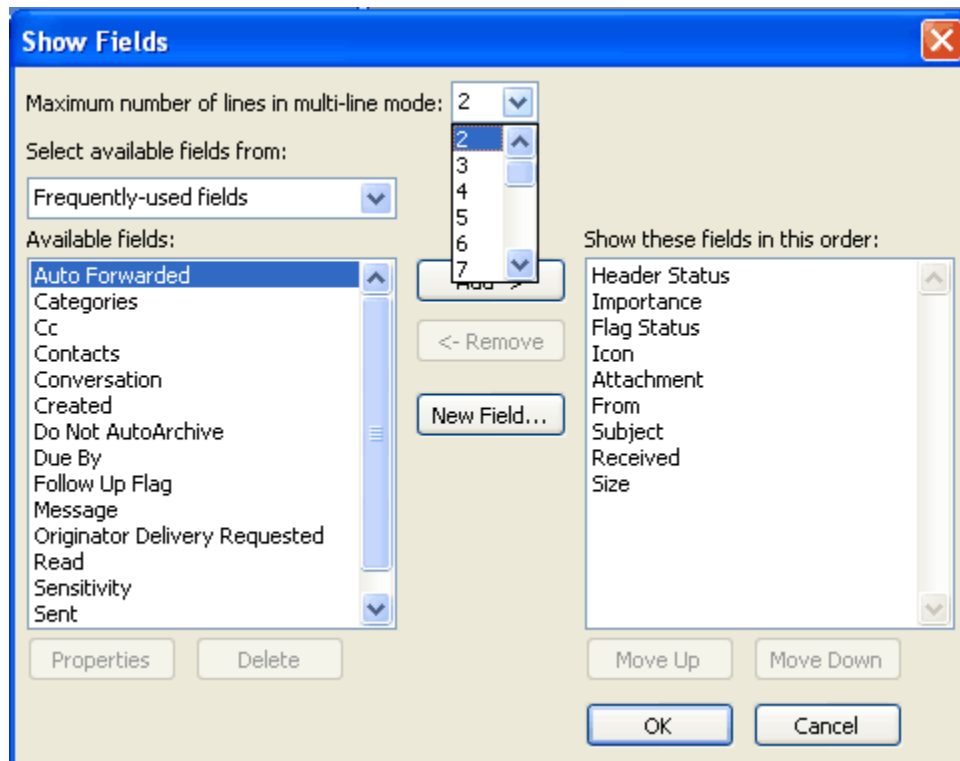 Show Fields
Maximum number of lines in multi-line mode: 2
2
3
4
5
6
7
Select available fields from:
Frequently-used fields
Available fields:
Auto Forwarded
Categories
Cc
Contacts
Conversation
Created
Do Not AutoArchive
Due By
Follow Up Flag
Message
Originator Delivery Requested
Read
Sensitivity
Sent
Properties
Delete
<- Remove
New Field...
Show these fields in this order:
Header Status
Importance
Flag Status
Icon
Attachment
From
Subject
Received
Size
Move Up
Move Down
OK
Cancel